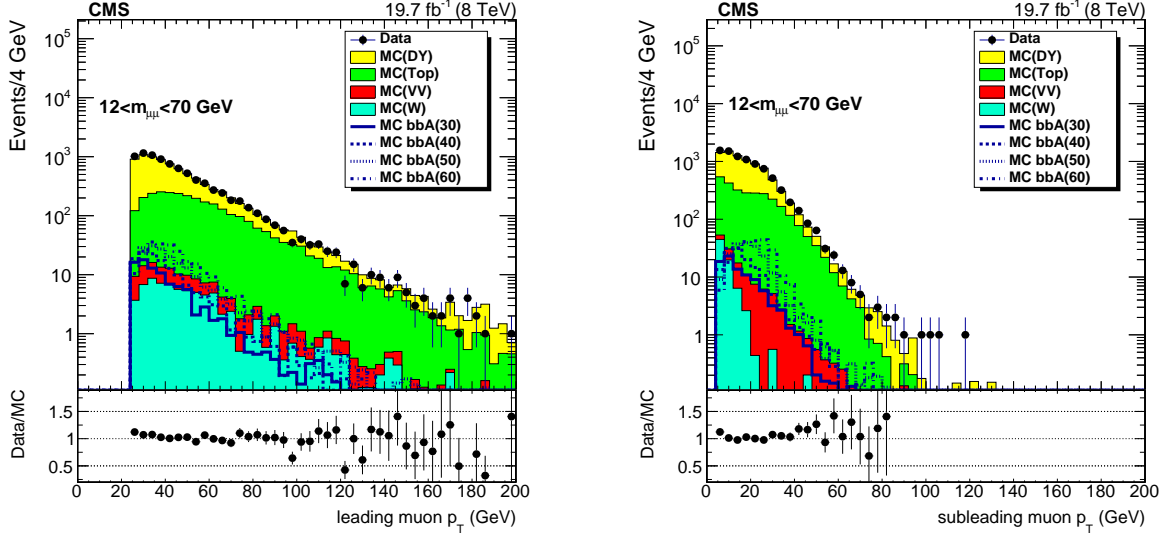 CMS 19.7 fb⁻¹ (8 TeV)
Events/4 GeV
10⁵
10⁴
10³
10²
10
1
12<m_μμ<70 GeV
Data
MC(DY)
MC(Top)
MC(VV)
MC(W)
MC bbA(30)
MC bbA(40)
MC bbA(50)
MC bbA(60)
Data/MC
1.5
1
0.5
0 20 40 60 80 100 120 140 160 180 200
leading muon p_T (GeV)
CMS 19.7 fb⁻¹ (8 TeV)
Events/4 GeV
10⁵
10⁴
10³
10²
10
1
12<m_μμ<70 GeV
Data
MC(DY)
MC(Top)
MC(VV)
MC(W)
MC bbA(30)
MC bbA(40)
MC bbA(50)
MC bbA(60)
Data/MC
1.5
1
0.5
0 20 40 60 80 100 120 140 160 180 200
subleading muon p_T (GeV)